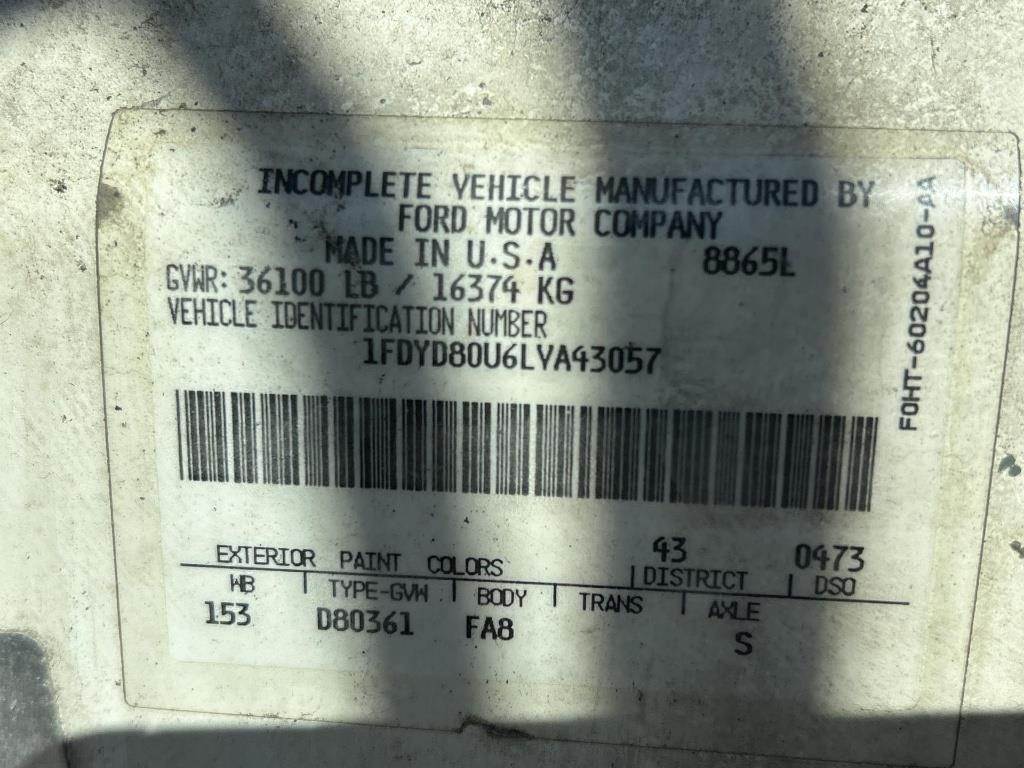 INCOMPLETE VEHICLE MANUFACTURED BY
FORD MOTOR COMPANY
MADE IN U.S.A 8865L
GVWR: 36100 LB / 16374 KG
VEHICLE IDENTIFICATION NUMBER
1FDYD80U6LVA43057
F0HT-60204A10-AA
43 0473
EXTERIOR PAINT COLORS DISTRICT DSO
WB TYPE-GVW BODY TRANS AXLE
153 D80361 FA8 S